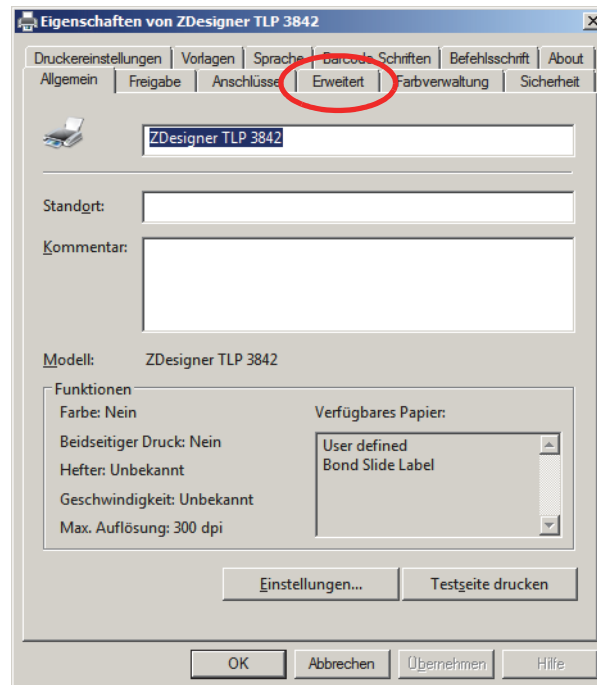 Eigenschaften von ZDesigner TLP 3842
Druckereinstellungen Vorlagen Sprache Barcode Schriften Befehlsschrift About
Allgemein Freigabe Anschlüsse Erweitert Farbverwaltung Sicherheit
ZDesigner TLP 3842
Standort:
Kommentar:
Modell: ZDesigner TLP 3842
Funktionen
Farbe: Nein Verfügbares Papier:
Beidseitiger Druck: Nein User defined
Hefter: Unbekannt Bond Slide Label
Geschwindigkeit: Unbekannt
Max. Auflösung: 300 dpi
Einstellungen... Testseite drucken
OK Abbrechen Übernehmen Hilfe